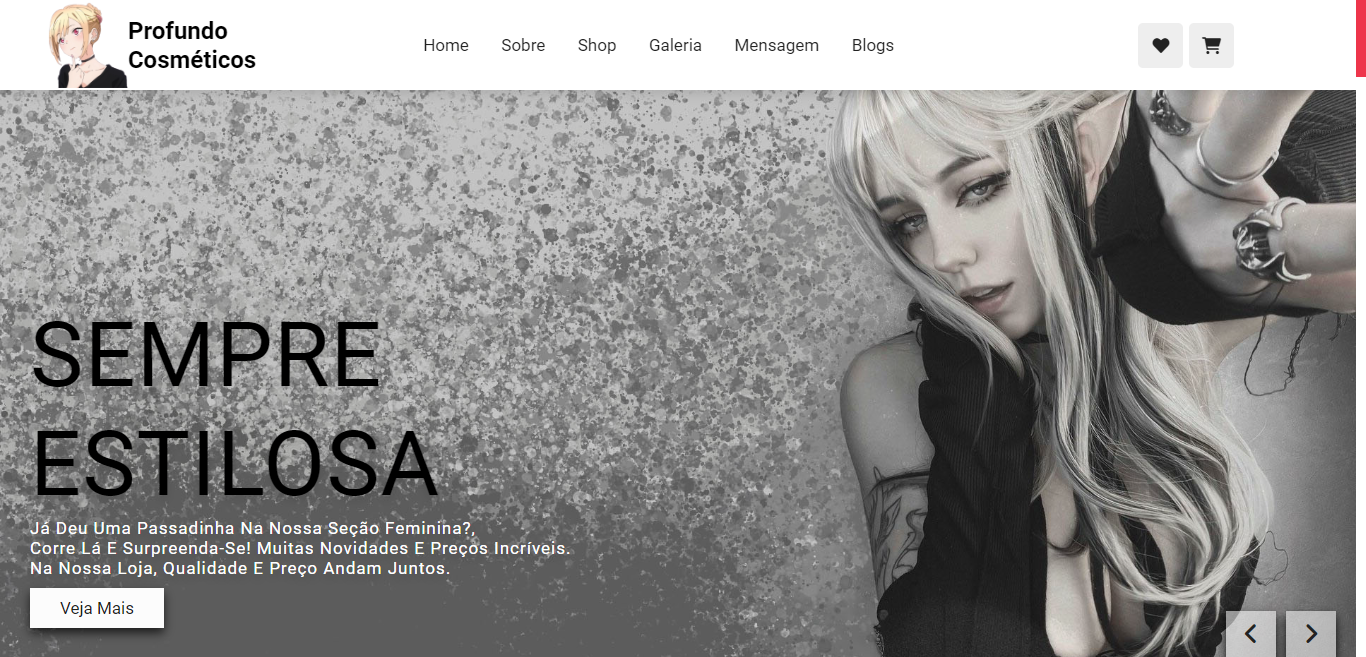 Profundo
Cosméticos
Home Sobre Shop Galeria Mensagem Blogs
SEMPRE
ESTILOSA
Já Deu Uma Passadinha Na Nossa Seção Feminina?,
Corre Lá E Surpreenda-Se! Muitas Novidades E Preços Incríveis.
Na Nossa Loja, Qualidade E Preço Andam Juntos.
Veja Mais